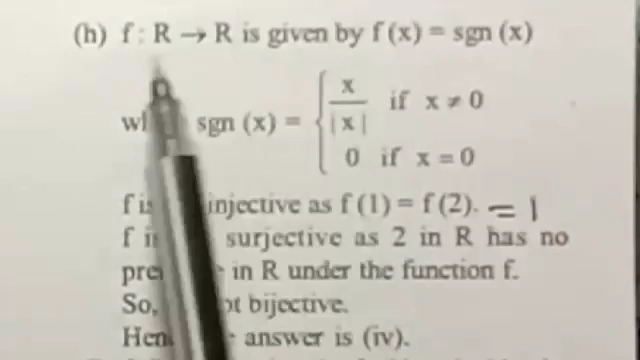 (h) f : R → R is given by f(x) = sgn (x)
sgn (x) = { x/|x| if x ≠ 0
0 if x = 0
f injective as f(1) = f(2). = 1
f surjective as 2 in R has no
in R under the function f.
So, bijective.
answer is (iv).